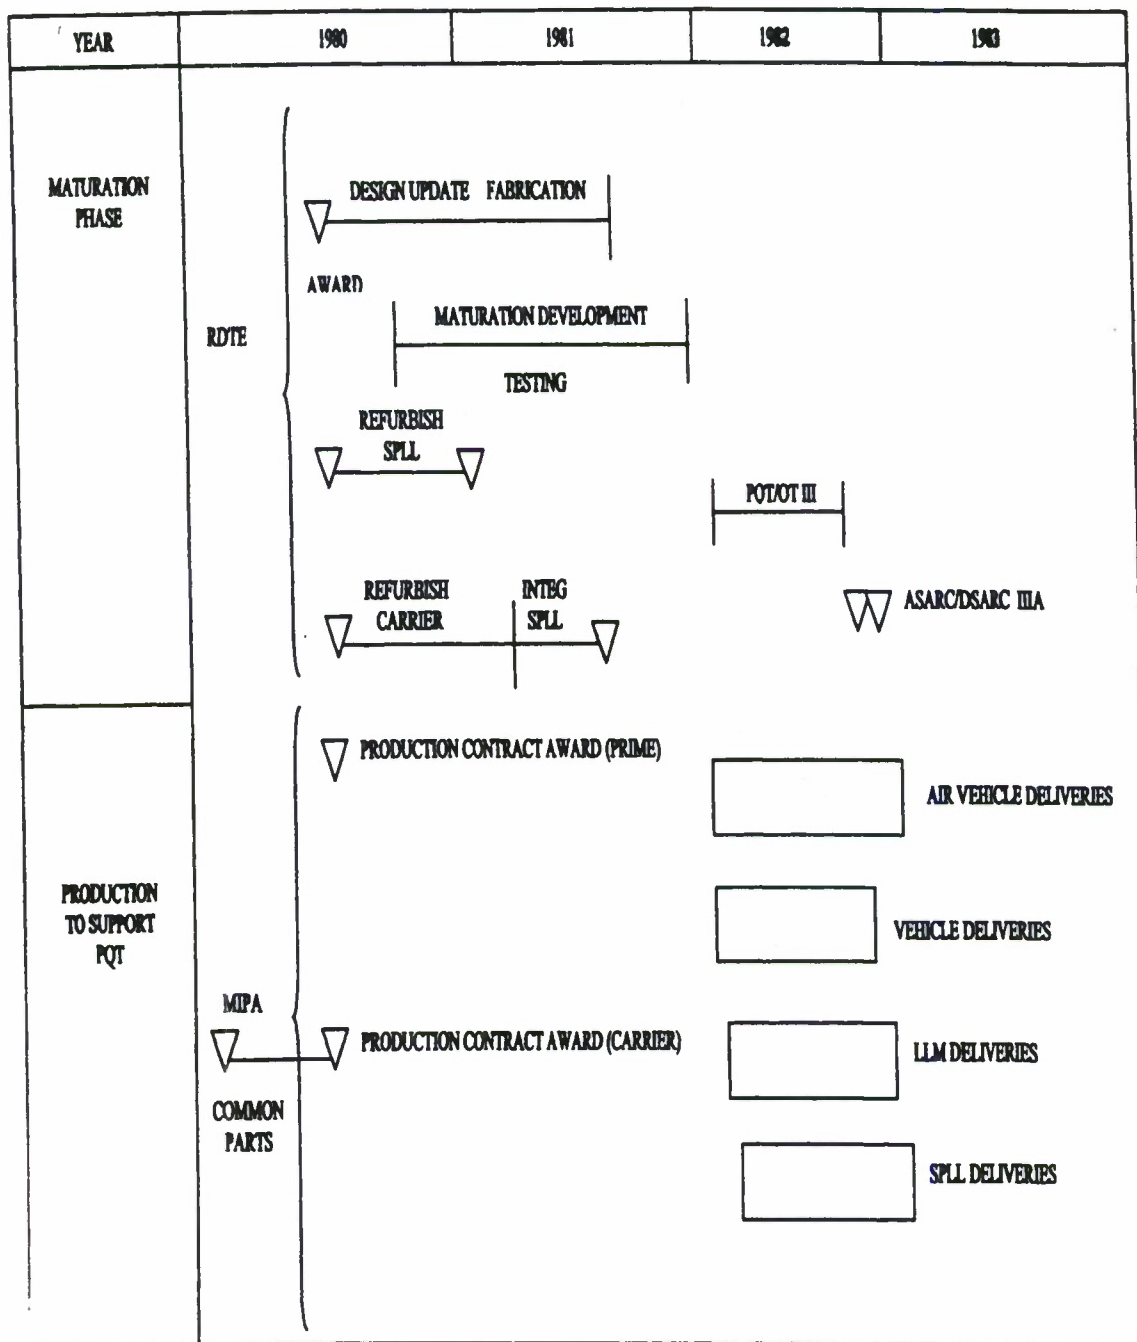 YEAR 1980 1981 1982 1983
MATURATION
PHASE
DESIGN UPDATE FABRICATION
AWARD
RDTE
MATURATION DEVELOPMENT
TESTING
REFURBISH
SPLL
PQT/OT III
REFURBISH
CARRIER
INTEG
SPLL
ASARC/DSARC IIIA
PRODUCTION CONTRACT AWARD (PRIME)
AIR VEHICLE DELIVERIES
PRODUCTION
TO SUPPORT
PQT
VEHICLE DELIVERIES
MIPA
PRODUCTION CONTRACT AWARD (CARRIER)
LLM DELIVERIES
COMMON
PARTS
SPLL DELIVERIES